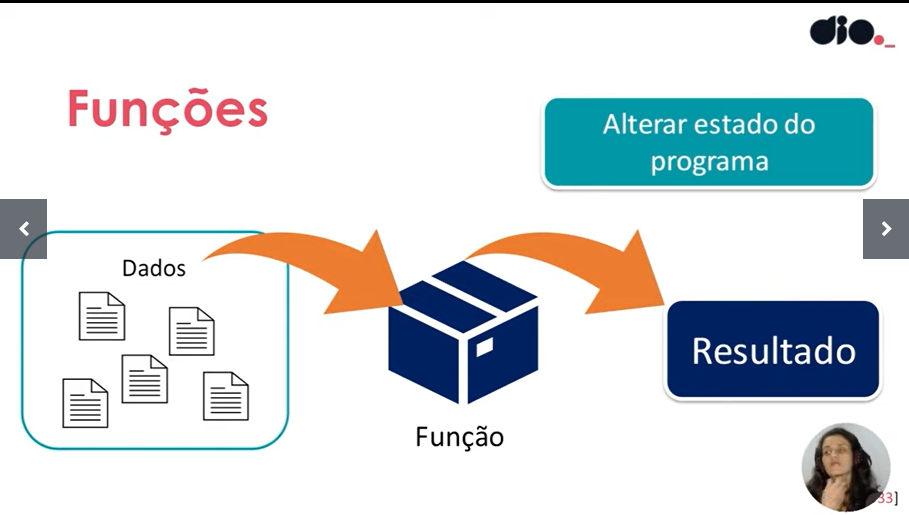 dio._
Funções
Alterar estado do
programa
Dados
Resultado
Função
33]